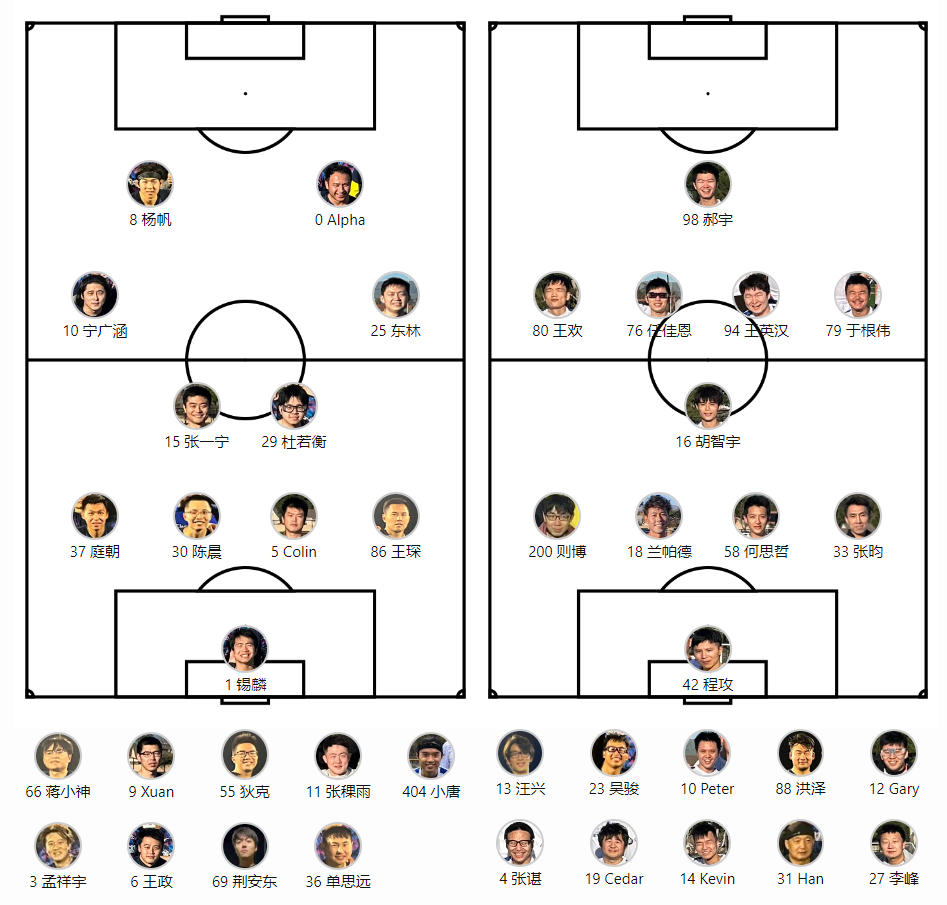 8 杨帆
0 Alpha
10 宁广涵
25 东林
15 张一宁
29 杜若衡
37 庭朝
30 陈晨
5 Colin
86 王琛
1 锡麟
98 郝宇
80 王欢
76 任佳恩
94 王英汉
79 于根伟
16 胡智宇
200 则博
18 兰帕德
58 何思哲
33 张昀
42 程攻
66 蒋小神
9 Xuan
55 狄克
11 张稞雨
404 小唐
3 孟祥宇
6 王政
69 荆安东
36 单思远
13 汪兴
23 吴骏
10 Peter
88 洪泽
12 Gary
4 张谌
19 Cedar
14 Kevin
31 Han
27 李峰